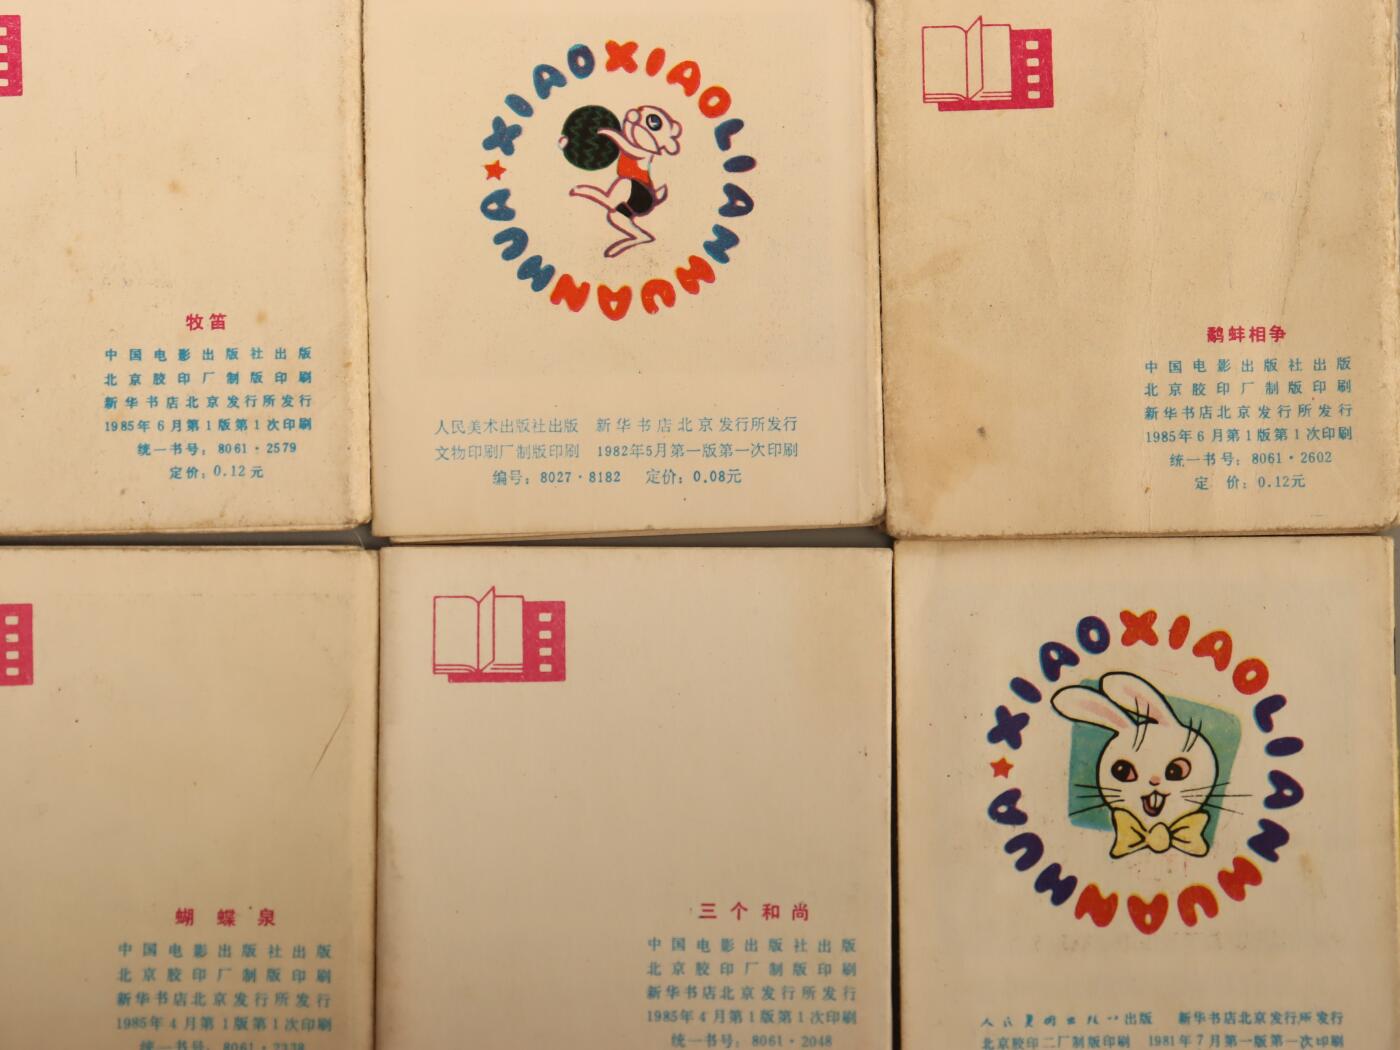 牧笛
中国电影出版社出版
北京胶印厂制版印刷
新华书店北京发行所发行
1985年6月第1版第1次印刷
统一书号：8061·2579
定价：0.12元
XIAOXIAOLIANHUANHUA
人民美术出版社出版 新华书店北京发行所发行
文物印刷厂制版印刷 1982年5月第一版第一次印刷
编号：8027·8182 定价：0.08元
鹬蚌相争
中国电影出版社出版
北京胶印厂制版印刷
新华书店北京发行所发行
1985年6月第1版第1次印刷
统一书号：8061·2602
定价：0.12元
蝴蝶泉
中国电影出版社出版
北京胶印厂制版印刷
新华书店北京发行所发行
1985年4月第1版第1次印刷
统一书号：8061·2338
三个和尚
中国电影出版社出版
北京胶印厂制版印刷
新华书店北京发行所发行
1985年4月第1版第1次印刷
统一书号：8061·2048
XIAOXIAOLIANHUANHUA
人民美术出版社出版 新华书店北京发行所发行
北京胶印二厂制版印刷 1981年7月第一版第一次印刷